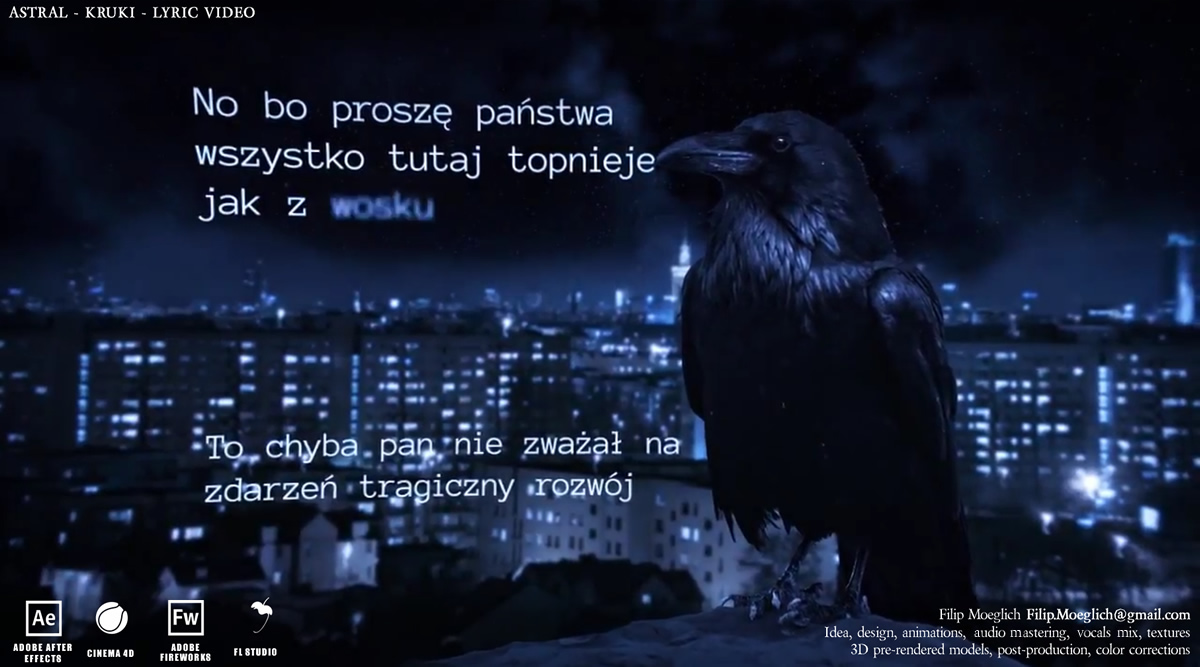 ASTRAL - KRUKI - LYRIC VIDEO
No bo proszę państwa
wszystko tutaj topnieje
jak z wosku
To chyba pan nie zważał na
zdarzeń tragiczny rozwój
Ae
ADOBE AFTER
EFFECTS
CINEMA 4D
Fw
ADOBE
FIREWORKS
FL STUDIO
Filip Moeglich Filip.Moeglich@gmail.com
Idea, design, animations, audio mastering, vocals mix, textures
3D pre-rendered models, post-production, color corrections